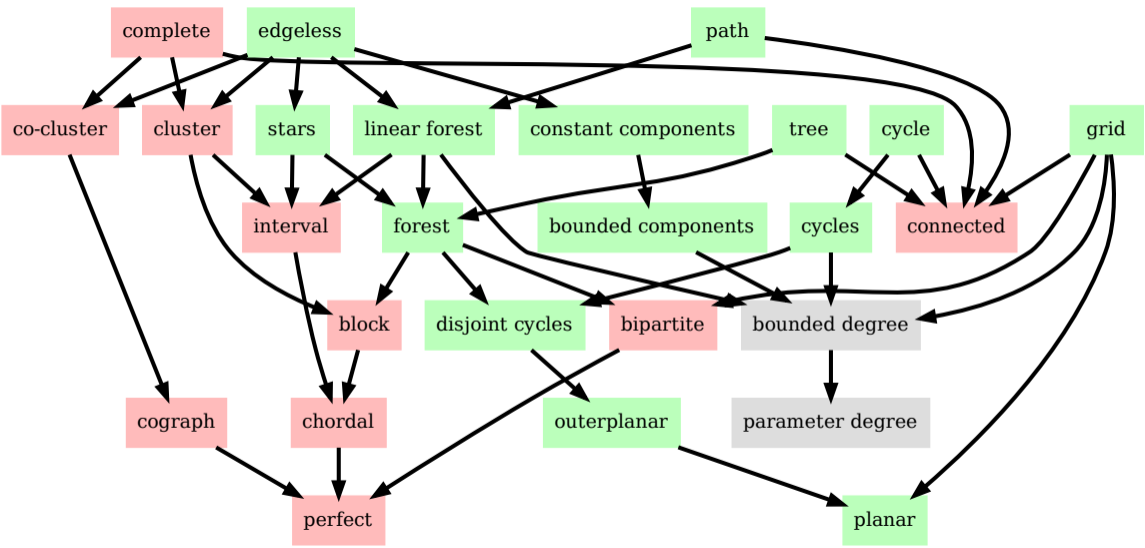 complete
edgeless
path
co-cluster
cluster
stars
linear forest
constant components
tree
cycle
grid
interval
forest
bounded components
cycles
connected
block
disjoint cycles
bipartite
bounded degree
cograph
chordal
outerplanar
parameter degree
perfect
planar